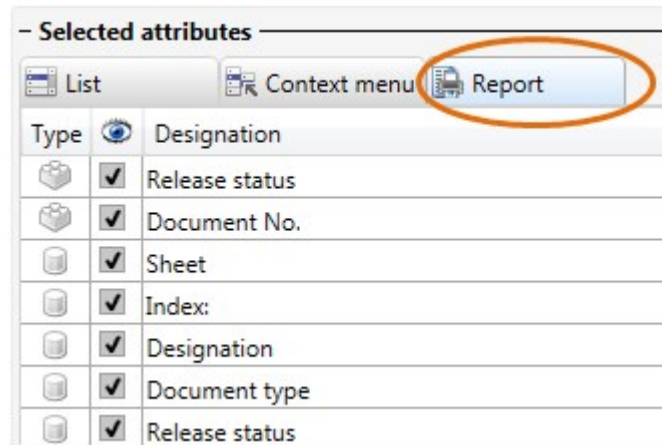 Selected attributes
List Context menu Report
Type Designation
Release status
Document No.
Sheet
Index:
Designation
Document type
Release status